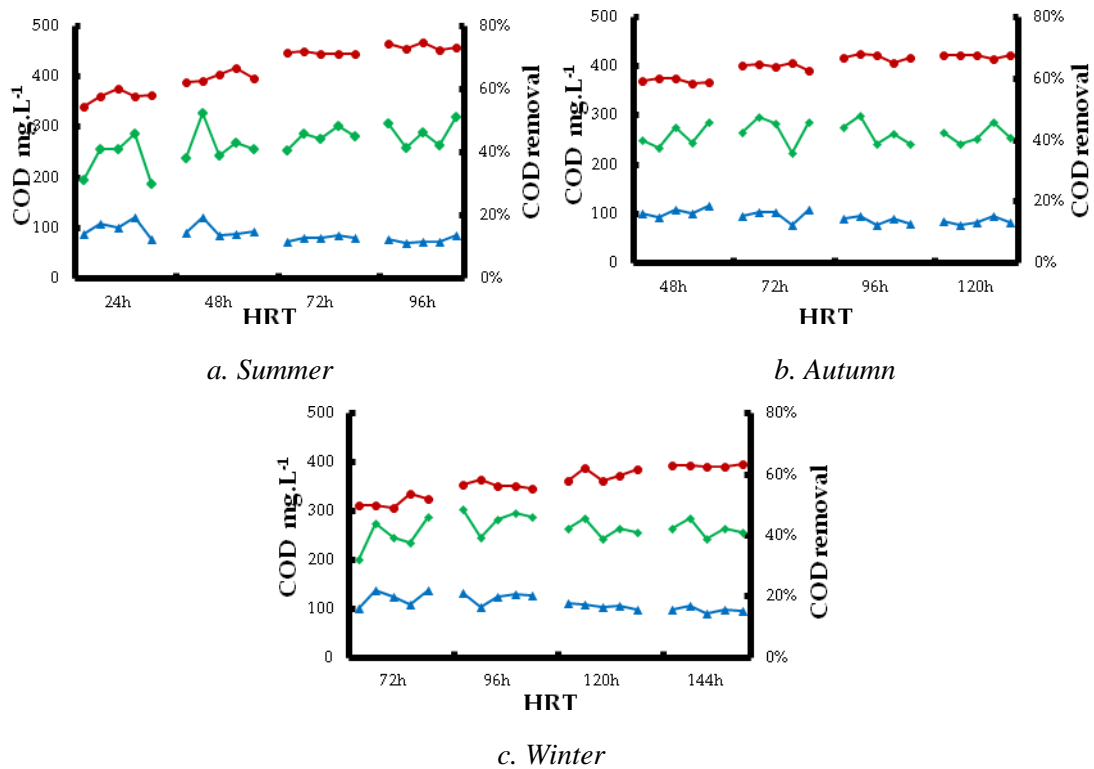 500
400
300
200
100
0
COD mg.L-1
80%
60%
40%
20%
0%
COD removal
24h 48h 72h 96h
HRT
a. Summer
500
400
300
200
100
0
COD mg.L-1
80%
60%
40%
20%
0%
COD removal
48h 72h 96h 120h
HRT
b. Autumn
500
400
300
200
100
0
COD mg.L-1
80%
60%
40%
20%
0%
COD removal
72h 96h 120h 144h
HRT
c. Winter